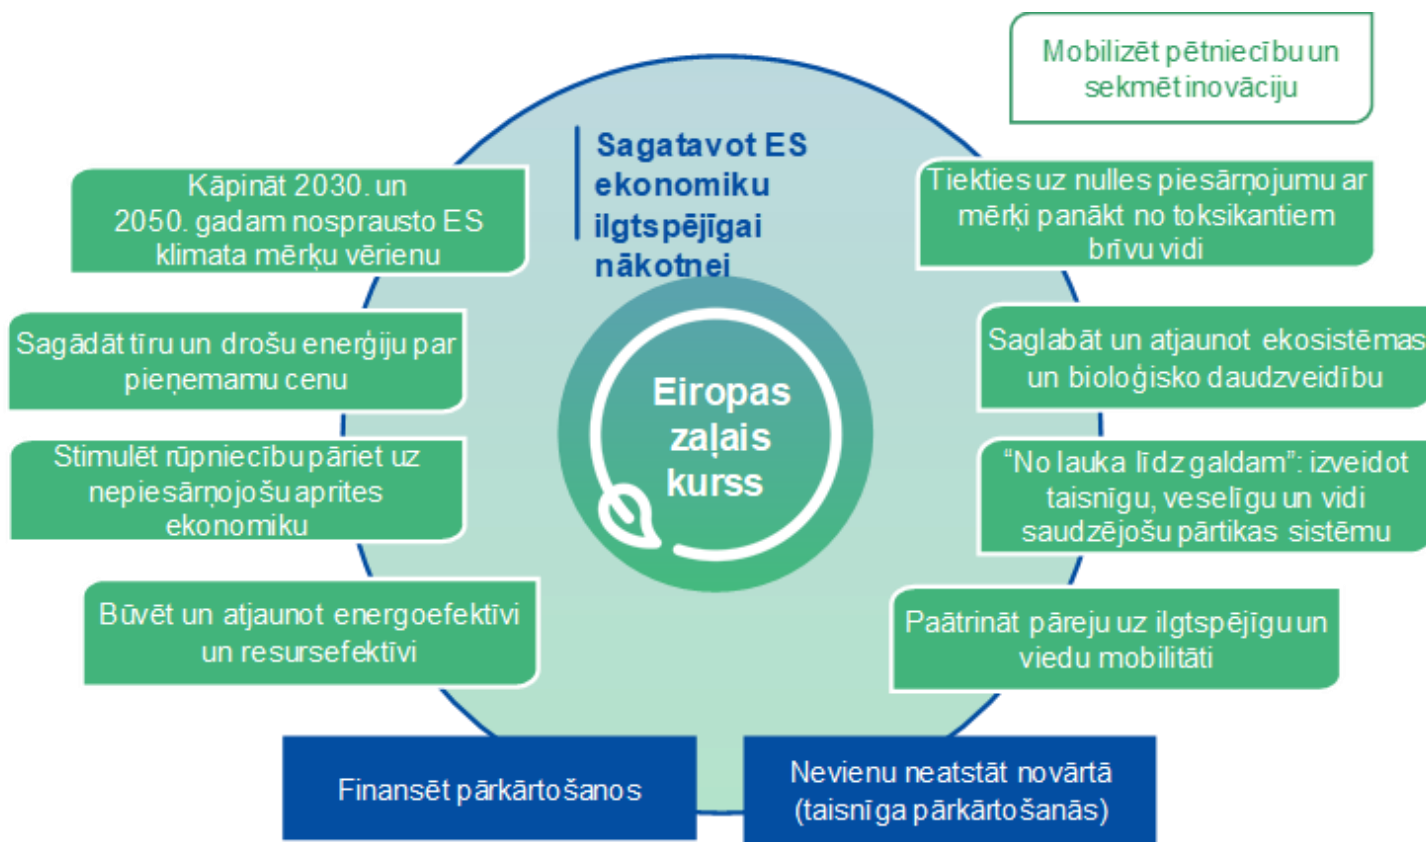 Mobilizēt pētniecību un
sekmēt inovāciju
Sagatavot ES
ekonomiku
ilgtspējīgai
nākotnei
Kāpināt 2030. un
2050. gadam nosprausto ES
klimata mērķu vērienu
Tiekties uz nulles piesārņojumu ar
mērķi panākt no toksikantiem
brīvu vidi
Sagādāt tīru un drošu enerģiju par
pieņemamu cenu
Saglabāt un atjaunot ekosistēmas
un bioloģisko daudzveidību
Eiropas
zaļais
kurss
Stimulēt rūpniecību pāriet uz
nepiesārņojošu aprites
ekonomiku
“No lauka līdz galdam”: izveidot
taisnīgu, veselīgu un vidi
saudzējošu pārtikas sistēmu
Būvēt un atjaunot energoefektīvi
un resursefektīvi
Paātrināt pāreju uz ilgtspējīgu un
viedu mobilitāti
Finansēt pārkārtošanos
Nevienu neatstāt novārtā
(taisnīga pārkārtošanās)